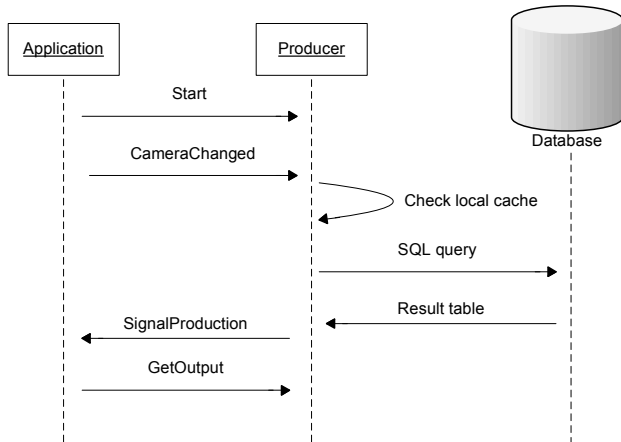 Application
Producer
Database
Start
CameraChanged
Check local cache
SQL query
Result table
SignalProduction
GetOutput